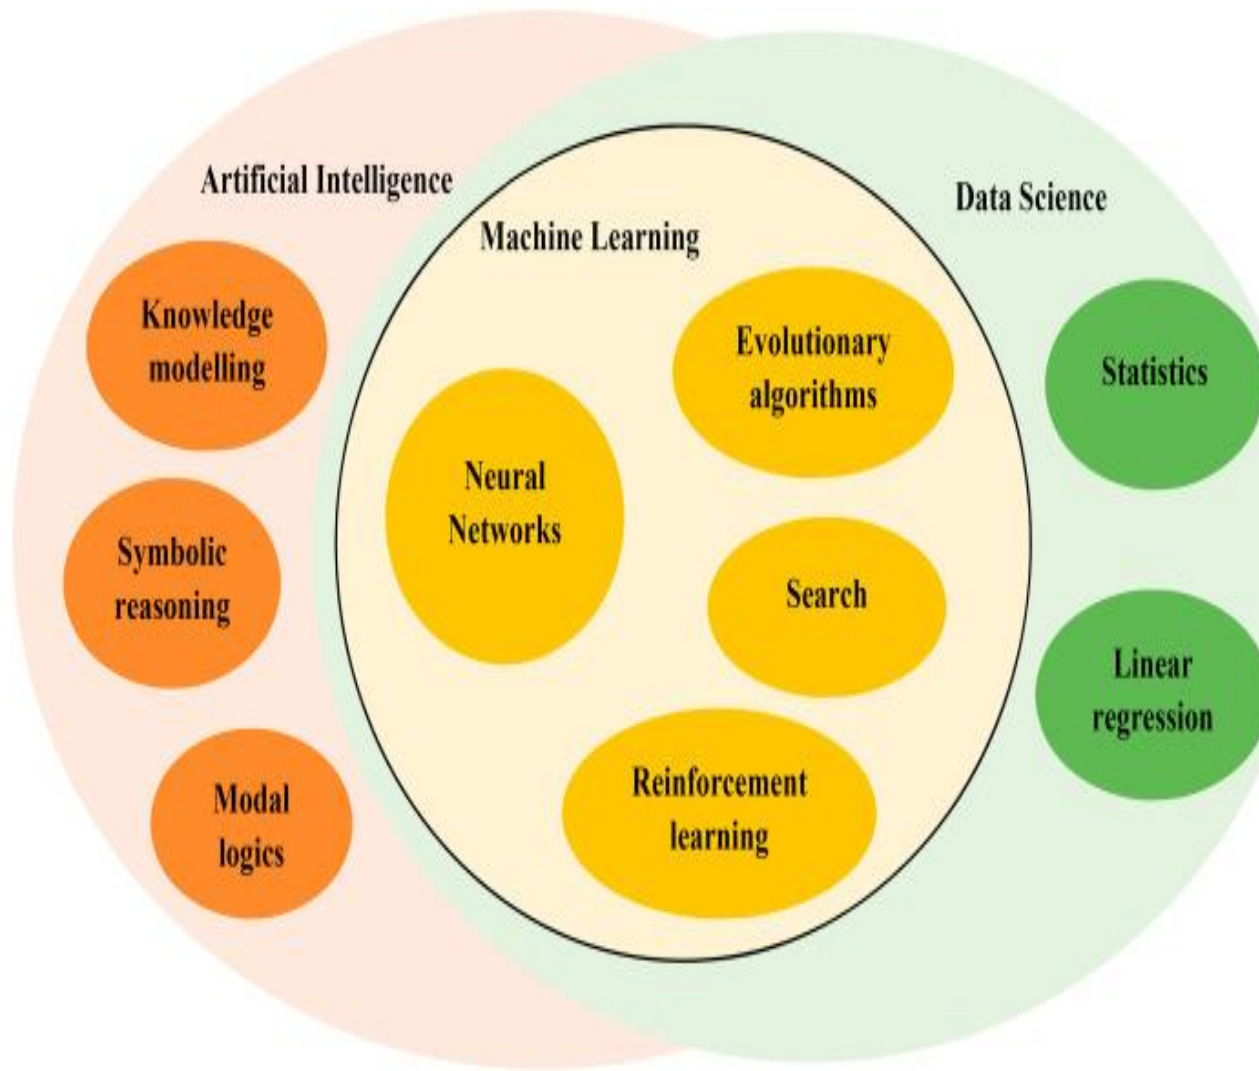 Artificial Intelligence
Data Science
Machine Learning
Knowledge
modelling
Evolutionary
algorithms
Statistics
Neural
Networks
Symbolic
reasoning
Search
Linear
regression
Modal
logics
Reinforcement
learning